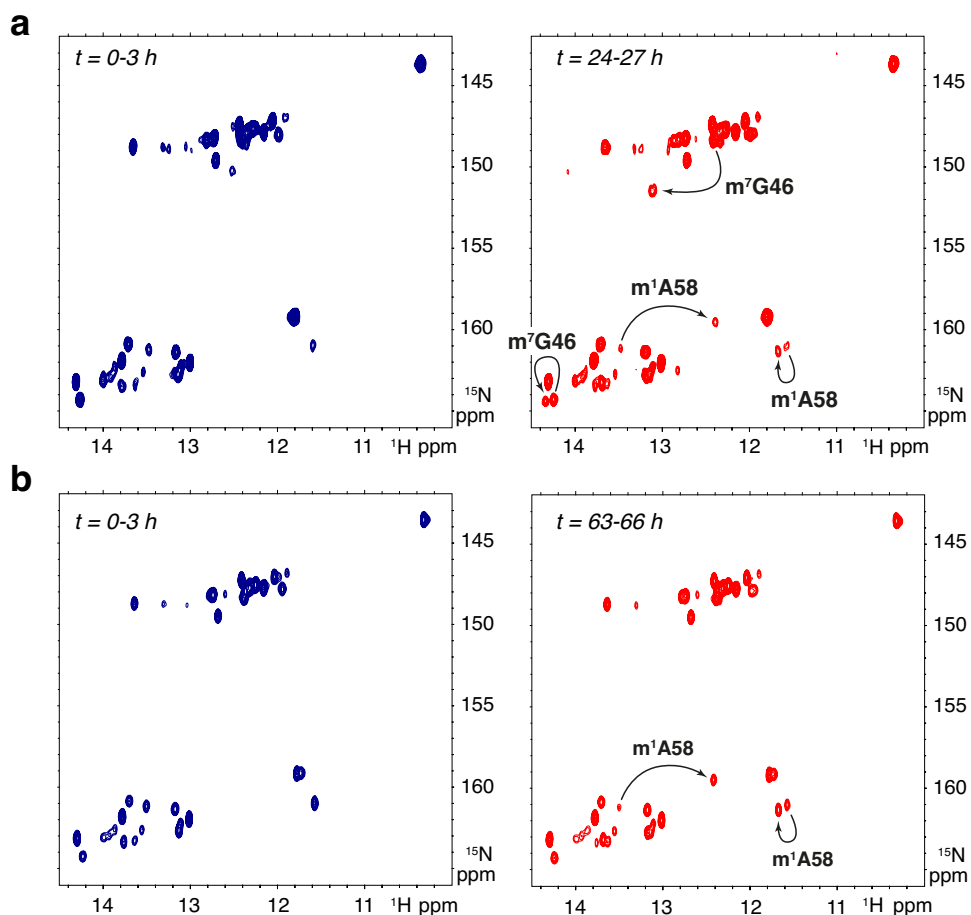 a
t = 0-3 h
t = 24-27 h
145
150
155
160
¹⁵N
ppm
14 13 12 11 ¹H ppm
m⁷G46
m¹A58
m⁷G46
m¹A58
145
150
155
160
¹⁵N
ppm
14 13 12 11 ¹H ppm
b
t = 0-3 h
t = 63-66 h
145
150
155
160
¹⁵N
ppm
14 13 12 11 ¹H ppm
m¹A58
m¹A58
145
150
155
160
¹⁵N
ppm
14 13 12 11 ¹H ppm